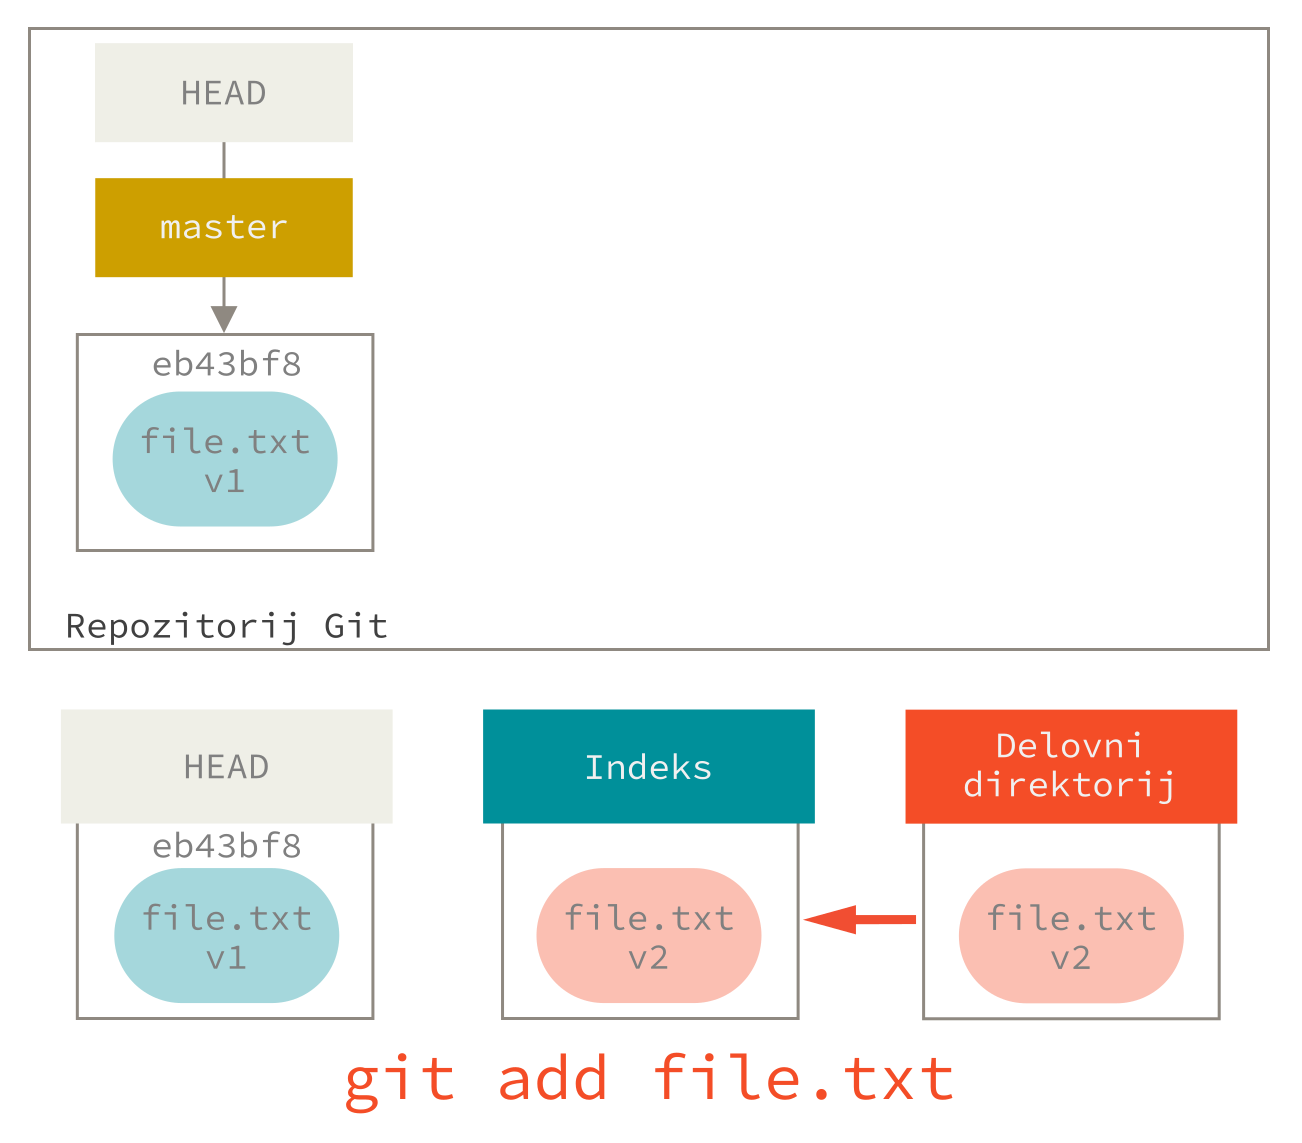 HEAD
master
eb43bf8
file.txt
v1
Repozitorij Git
HEAD
Indeks
Delovni
direktorij
eb43bf8
file.txt
v1
file.txt
v2
file.txt
v2
git add file.txt